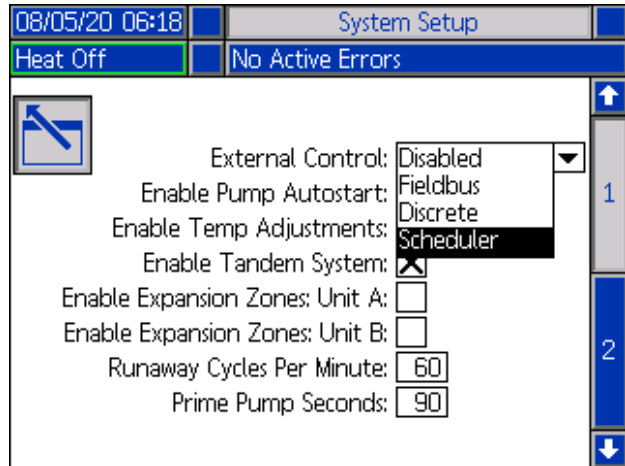 08/05/20 06:18 System Setup
Heat Off No Active Errors
External Control: Disabled
Fieldbus
Enable Pump Autostart:
Discrete
Enable Temp Adjustments:
Scheduler
Enable Tandem System:
Enable Expansion Zones: Unit A:
Enable Expansion Zones: Unit B:
Runaway Cycles Per Minute: 60
Prime Pump Seconds: 90
1
2